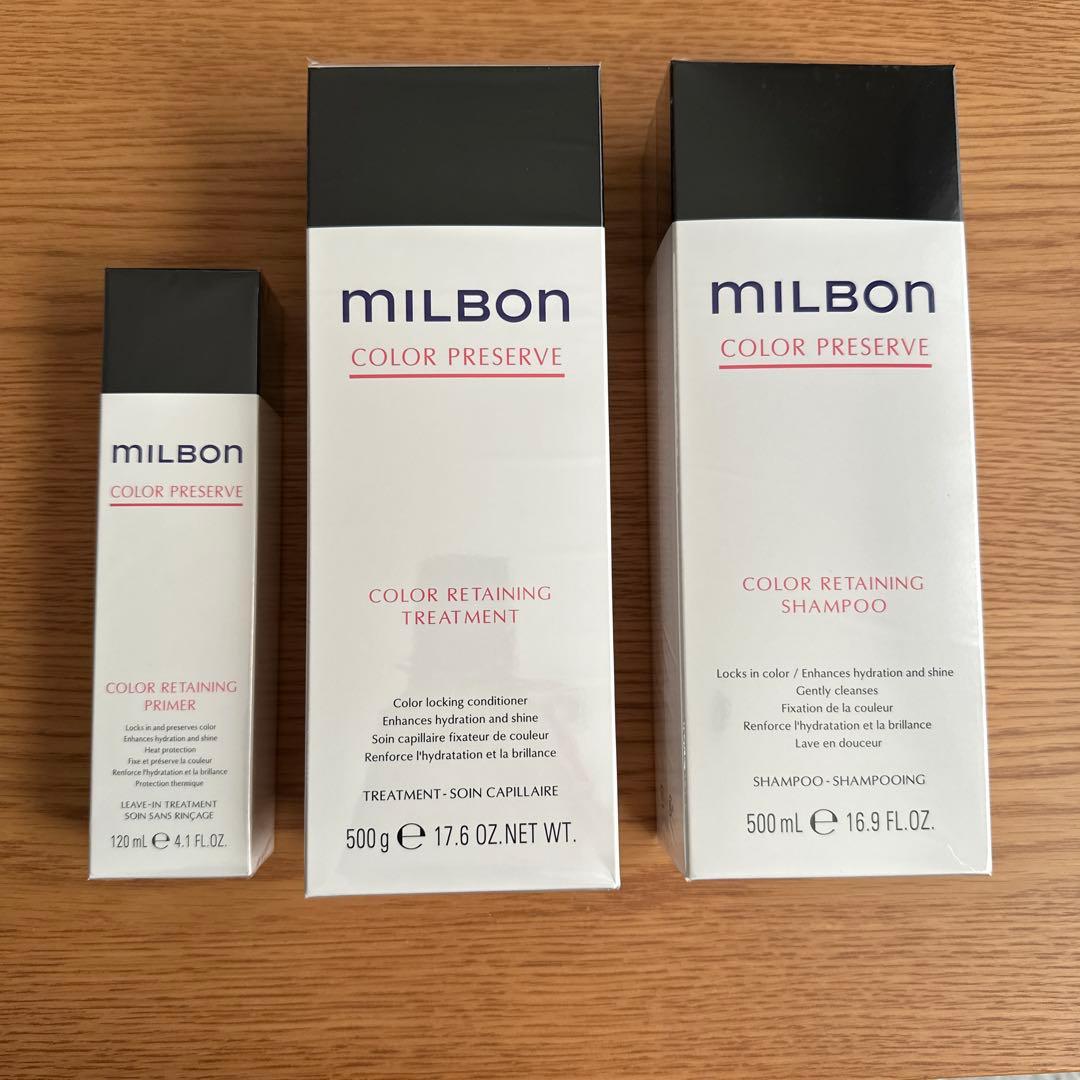 mILBOn
COLOR PRESERVE
COLOR RETAINING
PRIMER
Locks in and preserves color
Enhances hydration and shine
Heat protection
Fixe et préserve la couleur
Renforce l'hydratation et la brillance
Protection thermique
LEAVE-IN TREATMENT
SOIN SANS RINÇAGE
120 mL ℮ 4.1 FL.OZ.
mILBOn
COLOR PRESERVE
COLOR RETAINING
TREATMENT
Color locking conditioner
Enhances hydration and shine
Soin capillaire fixateur de couleur
Renforce l'hydratation et la brillance
TREATMENT - SOIN CAPILLAIRE
500 g ℮ 17.6 OZ.NET WT.
mILBOn
COLOR PRESERVE
COLOR RETAINING
SHAMPOO
Locks in color / Enhances hydration and shine
Gently cleanses
Fixation de la couleur
Renforce l'hydratation et la brillance
Lave en douceur
SHAMPOO - SHAMPOOING
500 mL ℮ 16.9 FL.OZ.